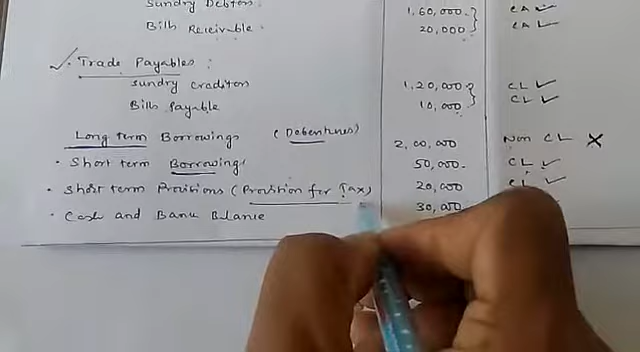 Sundry Debtors 1,60,000 CA ✓
Bills Receivable 20,000 CA ✓
✓ Trade Payables :
Sundry Creditors 1,20,000 CL ✓
Bills Payable 10,000 CL ✓
Long term Borrowings (Debentures) 2,00,000 Non CL X
• Short term Borrowings 50,000 CL ✓
• Short term Provisions (Provision for Tax) 20,000 CL ✓
• Cash and Bank Balance 30,000